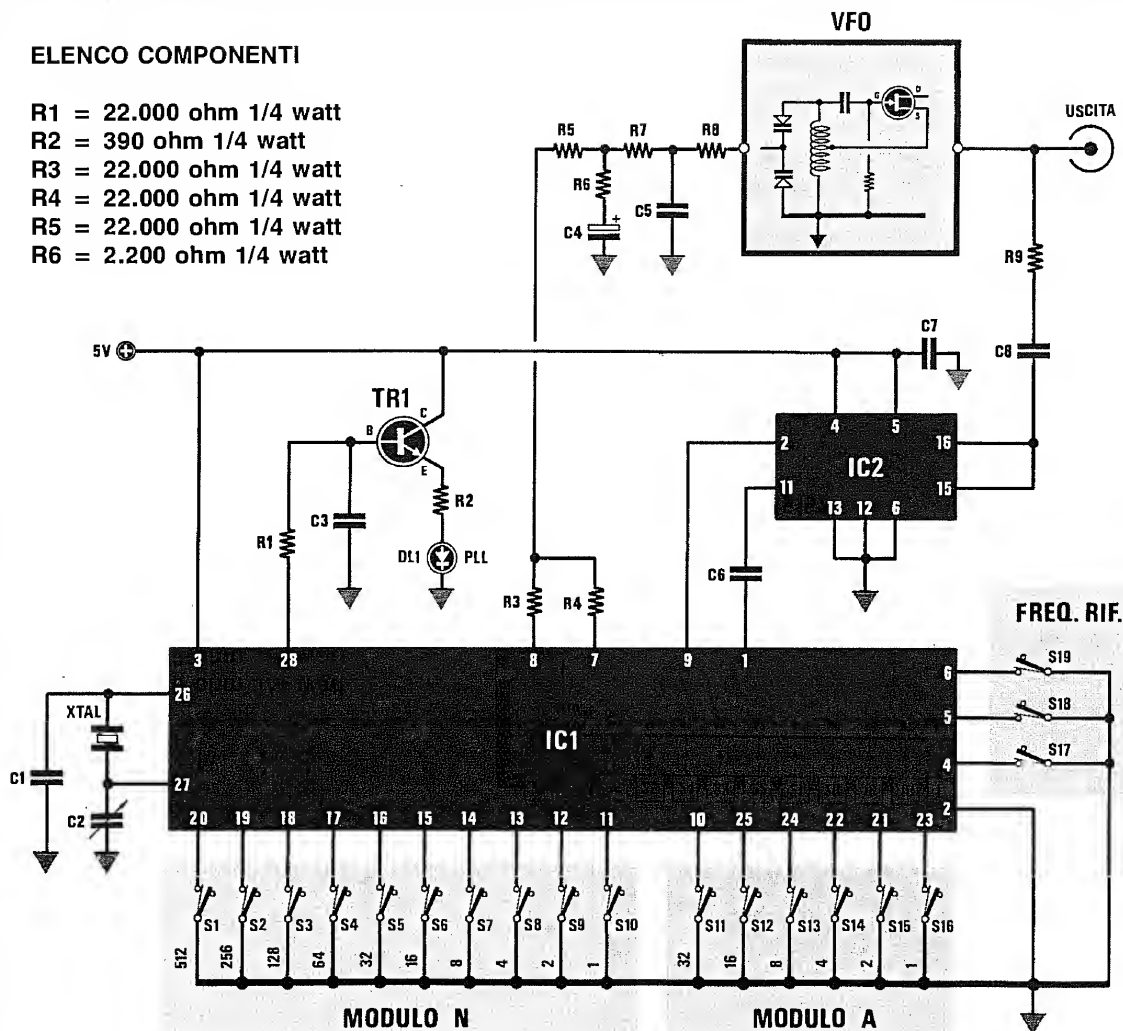 ELENCO COMPONENTI
R1 = 22.000 ohm 1/4 watt
R2 = 390 ohm 1/4 watt
R3 = 22.000 ohm 1/4 watt
R4 = 22.000 ohm 1/4 watt
R5 = 22.000 ohm 1/4 watt
R6 = 2.200 ohm 1/4 watt
VFO
G D S
USCITA
R5 R7 R8
R6
C4 +
C5
R9
C8
5V
C7
TR1
B C E
R2
C3
R1
DL1 PLL
4 5
2 16
IC2
11 15
13 12 6
C6
R3 R4
FREQ. RIF.
3 28 8 7 9 1
6 S19
5 S18
4 S17
2
26
XTAL
27
C1
C2
IC1
20 19 18 17 16 15 14 13 12 11 10 25 24 22 21 23
S1 S2 S3 S4 S5 S6 S7 S8 S9 S10 S11 S12 S13 S14 S15 S16
512 256 128 64 32 16 8 4 2 1 32 16 8 4 2 1
MODULO N MODULO A